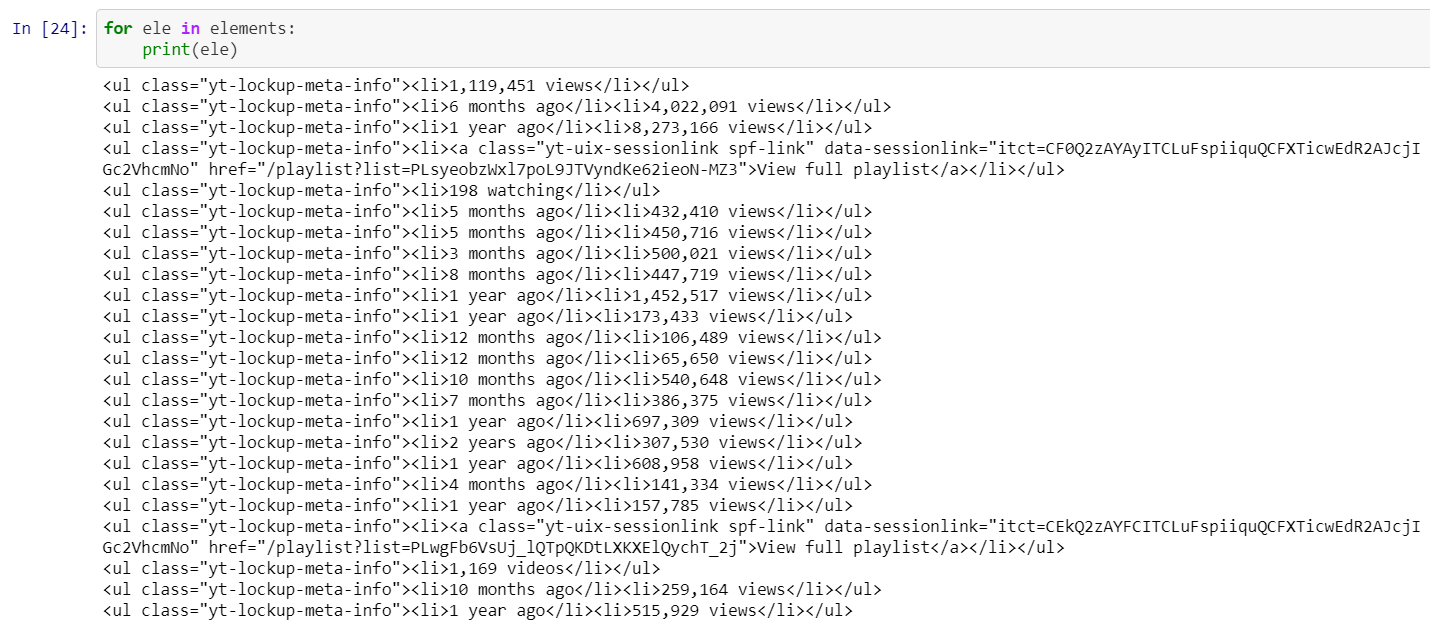 In [24]: for ele in elements:
    print(ele)
<ul class="yt-lockup-meta-info"><li>1,119,451 views</li></ul>
<ul class="yt-lockup-meta-info"><li>6 months ago</li><li>4,022,091 views</li></ul>
<ul class="yt-lockup-meta-info"><li>1 year ago</li><li>8,273,166 views</li></ul>
<ul class="yt-lockup-meta-info"><li><a class="yt-uix-sessionlink spf-link" data-sessionlink="itct=CF0Q2zAYAyITCLuFspiiquQCFXTicwEdR2AJcjI
Gc2VhcmNo" href="/playlist?list=PLsyeobzWxl7poL9JTVyndKe62ieoN-MZ3">View full playlist</a></li></ul>
<ul class="yt-lockup-meta-info"><li>198 watching</li></ul>
<ul class="yt-lockup-meta-info"><li>5 months ago</li><li>432,410 views</li></ul>
<ul class="yt-lockup-meta-info"><li>5 months ago</li><li>450,716 views</li></ul>
<ul class="yt-lockup-meta-info"><li>3 months ago</li><li>500,021 views</li></ul>
<ul class="yt-lockup-meta-info"><li>8 months ago</li><li>447,719 views</li></ul>
<ul class="yt-lockup-meta-info"><li>1 year ago</li><li>1,452,517 views</li></ul>
<ul class="yt-lockup-meta-info"><li>1 year ago</li><li>173,433 views</li></ul>
<ul class="yt-lockup-meta-info"><li>12 months ago</li><li>106,489 views</li></ul>
<ul class="yt-lockup-meta-info"><li>12 months ago</li><li>65,650 views</li></ul>
<ul class="yt-lockup-meta-info"><li>10 months ago</li><li>540,648 views</li></ul>
<ul class="yt-lockup-meta-info"><li>7 months ago</li><li>386,375 views</li></ul>
<ul class="yt-lockup-meta-info"><li>1 year ago</li><li>697,309 views</li></ul>
<ul class="yt-lockup-meta-info"><li>2 years ago</li><li>307,530 views</li></ul>
<ul class="yt-lockup-meta-info"><li>1 year ago</li><li>608,958 views</li></ul>
<ul class="yt-lockup-meta-info"><li>4 months ago</li><li>141,334 views</li></ul>
<ul class="yt-lockup-meta-info"><li>1 year ago</li><li>157,785 views</li></ul>
<ul class="yt-lockup-meta-info"><li><a class="yt-uix-sessionlink spf-link" data-sessionlink="itct=CEkQ2zAYFCITCLuFspiiquQCFXTicwEdR2AJcjI
Gc2VhcmNo" href="/playlist?list=PLwgFb6VsUj_lQTpQKDtLXKXElQychT_2j">View full playlist</a></li></ul>
<ul class="yt-lockup-meta-info"><li>1,169 videos</li></ul>
<ul class="yt-lockup-meta-info"><li>10 months ago</li><li>259,164 views</li></ul>
<ul class="yt-lockup-meta-info"><li>1 year ago</li><li>515,929 views</li></ul>